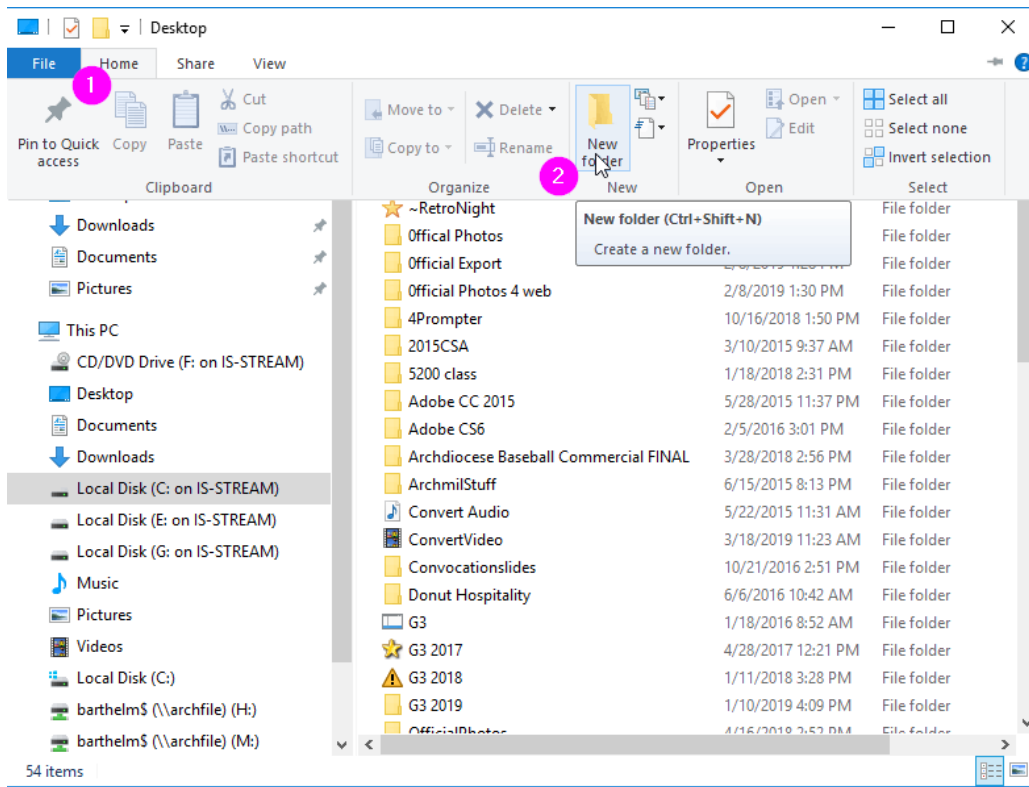 Desktop
File Home Share View
1
Pin to Quick access
Copy
Paste
Cut
Copy path
Paste shortcut
Clipboard
Move to
Copy to
Delete
Rename
Organize
2
New folder
New
Properties
Open
Edit
Open
Select all
Select none
Invert selection
Select
New folder (Ctrl+Shift+N)
Create a new folder.
Downloads
Documents
Pictures
This PC
CD/DVD Drive (F: on IS-STREAM)
Desktop
Documents
Downloads
Local Disk (C: on IS-STREAM)
Local Disk (E: on IS-STREAM)
Local Disk (G: on IS-STREAM)
Music
Pictures
Videos
Local Disk (C:)
barthelm$ (\\archfile) (H:)
barthelm$ (\\archfile) (M:)
~RetroNight File folder
0ffical Photos File folder
0fficial Export File folder
0fficial Photos 4 web 2/8/2019 1:30 PM File folder
4Prompter 10/16/2018 1:50 PM File folder
2015CSA 3/10/2015 9:37 AM File folder
5200 class 1/18/2018 2:31 PM File folder
Adobe CC 2015 5/28/2015 11:37 PM File folder
Adobe CS6 2/5/2016 3:01 PM File folder
Archdiocese Baseball Commercial FINAL 3/28/2018 2:56 PM File folder
ArchmilStuff 6/15/2015 8:13 PM File folder
Convert Audio 5/22/2015 11:31 AM File folder
ConvertVideo 3/18/2019 11:23 AM File folder
Convocationslides 10/21/2016 2:51 PM File folder
Donut Hospitality 6/6/2016 10:42 AM File folder
G3 1/18/2016 8:52 AM File folder
G3 2017 4/28/2017 12:21 PM File folder
G3 2018 1/11/2018 3:28 PM File folder
G3 2019 1/10/2019 4:09 PM File folder
OfficialPhotos 4/16/2018 2:52 PM File folder
54 items